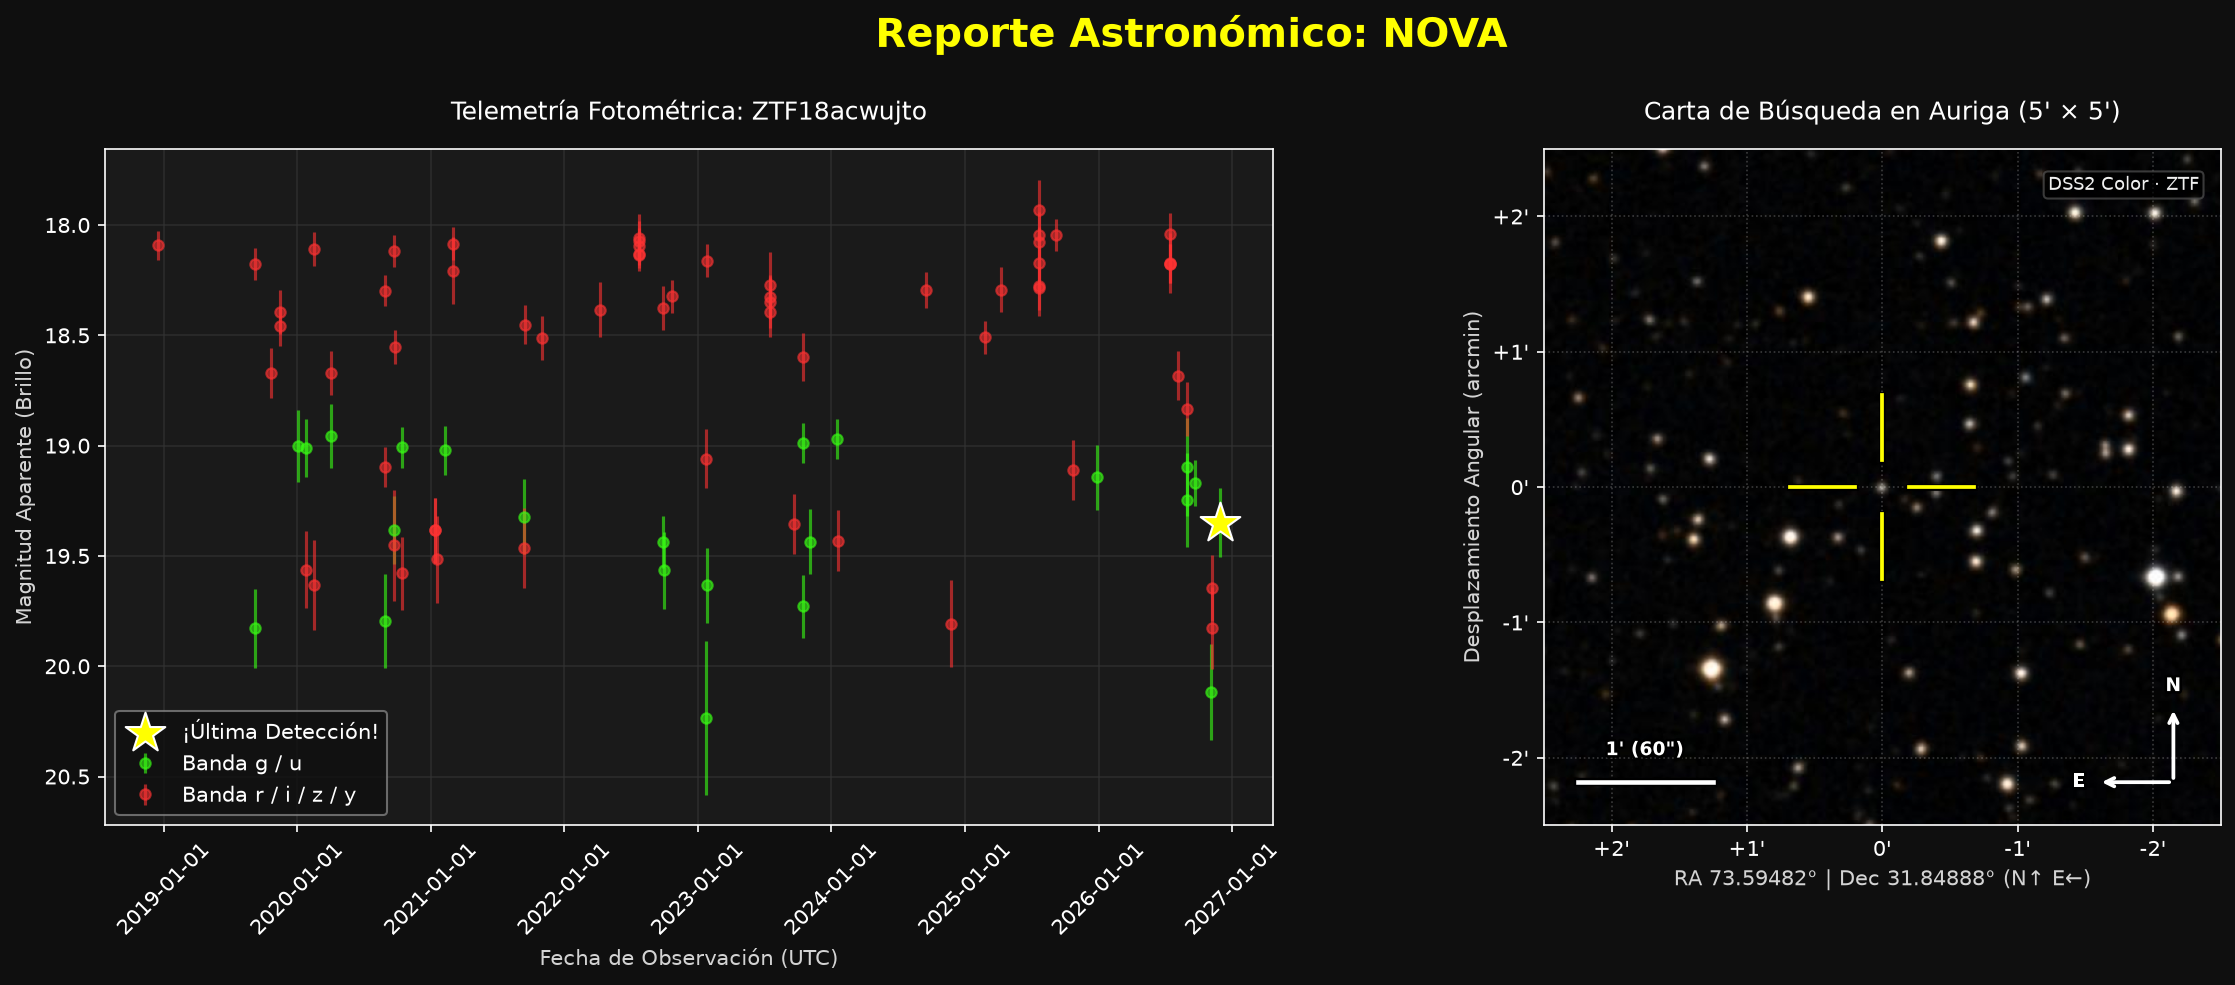 Reporte Astronómico: NOVA
Telemetría Fotométrica: ZTF18acwujto
Magnitud Aparente (Brillo)
18.0
18.5
19.0
19.5
20.0
20.5
¡Última Detección!
Banda g / u
Banda r / i / z / y
2019-01-01
2020-01-01
2021-01-01
2022-01-01
2023-01-01
2024-01-01
2025-01-01
2026-01-01
2027-01-01
Fecha de Observación (UTC)
Carta de Búsqueda en Auriga (5' × 5')
DSS2 Color · ZTF
Desplazamiento Angular (arcmin)
+2'
+1'
0'
-1'
-2'
N
E
1' (60")
+2'
+1'
0'
-1'
-2'
RA 73.59482° | Dec 31.84888° (N↑ E←)